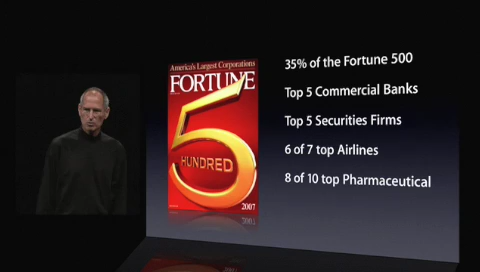 America's Largest Corporations
FORTUNE
5
HUNDRED
2007
35% of the Fortune 500
Top 5 Commercial Banks
Top 5 Securities Firms
6 of 7 top Airlines
8 of 10 top Pharmaceutical